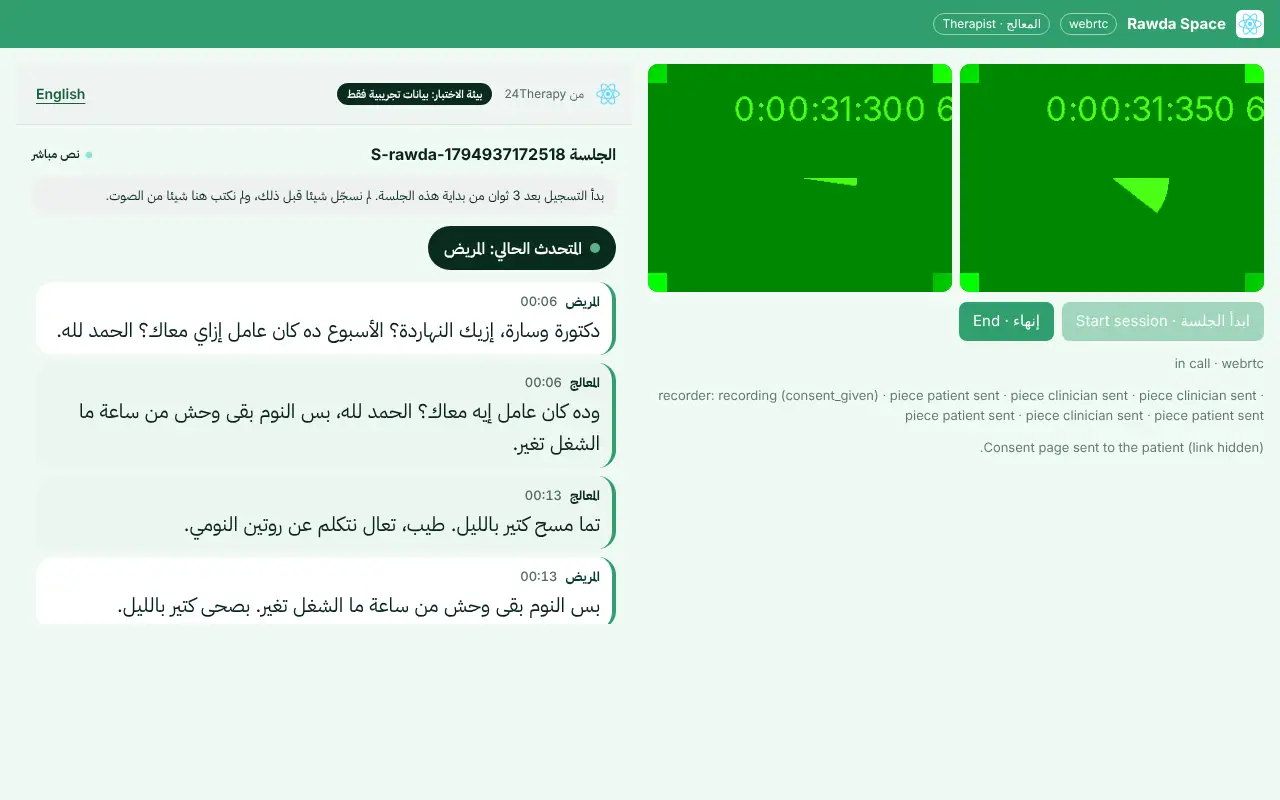 Rawda Space
webrtc
Therapist · المعالج
0:00:31:350 6
0:00:31:300 6
ابدأ الجلسة · Start session
إنهاء · End
in call · webrtc
recorder: recording (consent_given) · piece patient sent · piece clinician sent · piece clinician sent ·
piece patient sent · piece clinician sent · piece patient sent
Consent page sent to the patient (link hidden).
من 24Therapy
بيئة الاختبار: بيانات تجريبية فقط
English
الجلسة S-rawda-1794937172518
نص مباشر
بدأ التسجيل بعد 3 ثوان من بداية هذه الجلسة. لم نسجّل شيئا قبل ذلك، ولم نكتب هنا شيئا من الصوت.
المتحدث الحالي: المريض
المريض 00:06
دكتورة وسارة، إزيك النهاردة؟ الأسبوع ده كان عامل إزاي معاك؟ الحمد لله.
المعالج 00:06
وده كان عامل إيه معاك؟ الحمد لله، بس النوم بقى وحش من ساعة ما
الشغل تغير.
المعالج 00:13
تما مسح كتير بالليل. طيب، تعال نتكلم عن روتين النومي.
المريض 00:13
بس النوم بقى وحش من ساعة ما الشغل تغير. بصحى كتير بالليل.